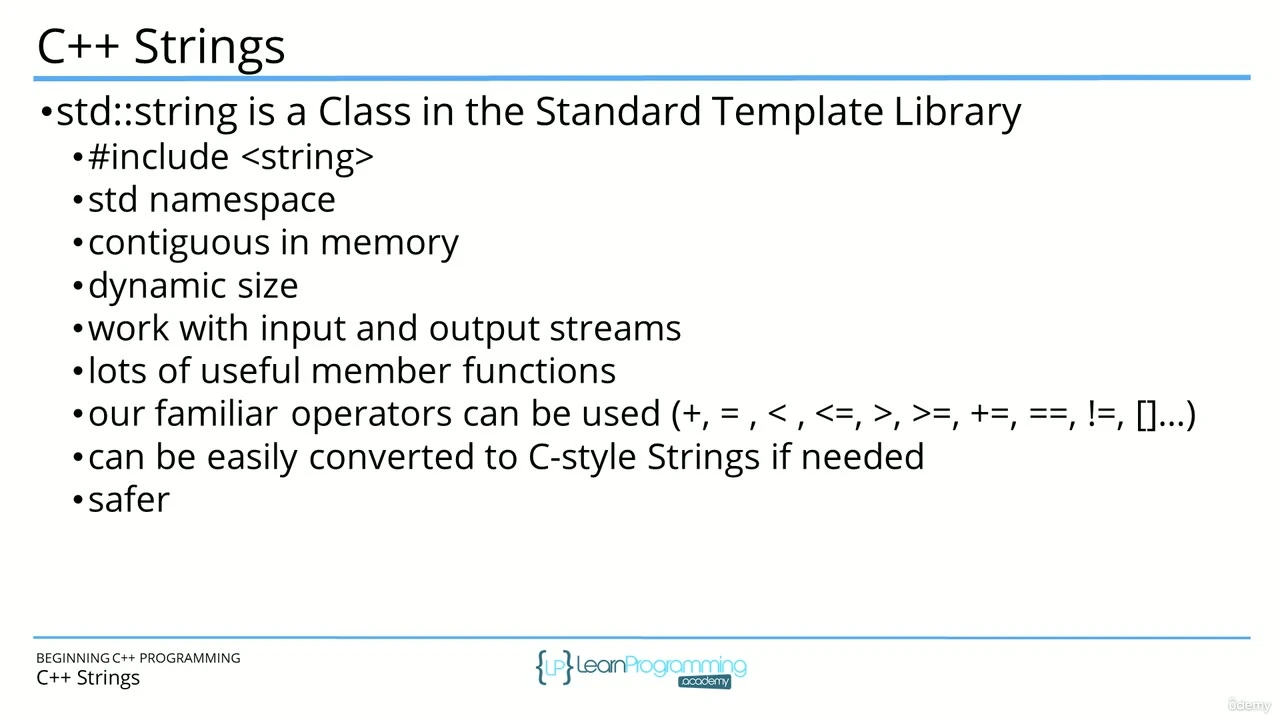 C++ Strings
•std::string is a Class in the Standard Template Library
•#include <string>
•std namespace
•contiguous in memory
•dynamic size
•work with input and output streams
•lots of useful member functions
•our familiar operators can be used (+, = , < , <=, >, >=, +=, ==, !=, []...)
•can be easily converted to C-style Strings if needed
•safer
BEGINNING C++ PROGRAMMING
C++ Strings
{LP} LearnProgramming
.academy
ûdemy